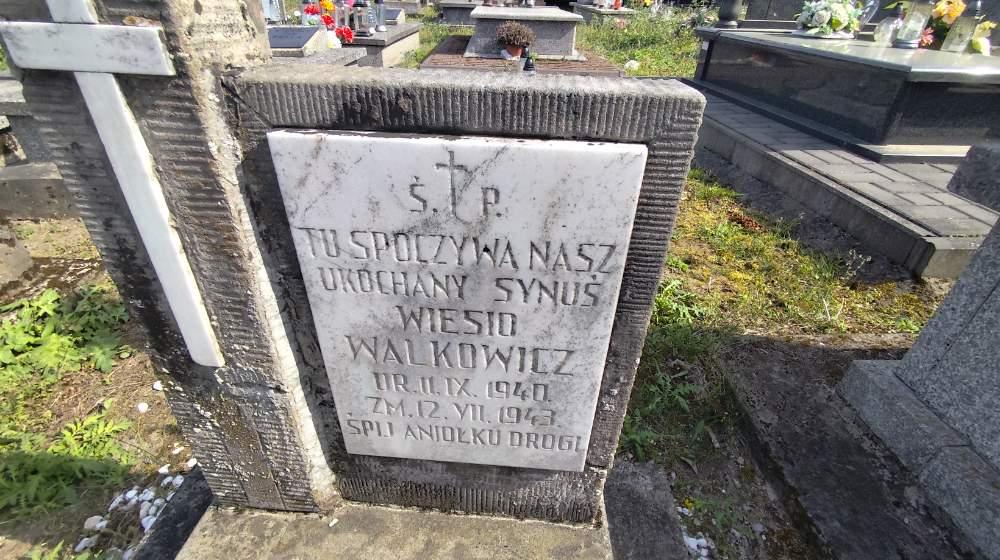 Ś. P.
TU SPOCZYWA NASZ
UKOCHANY SYNUŚ
WIESIO
WALKOWICZ
UR. 11. IX. 1940.
ZM. 12. VII. 1943.
ŚPIJ ANIOŁKU DROGI